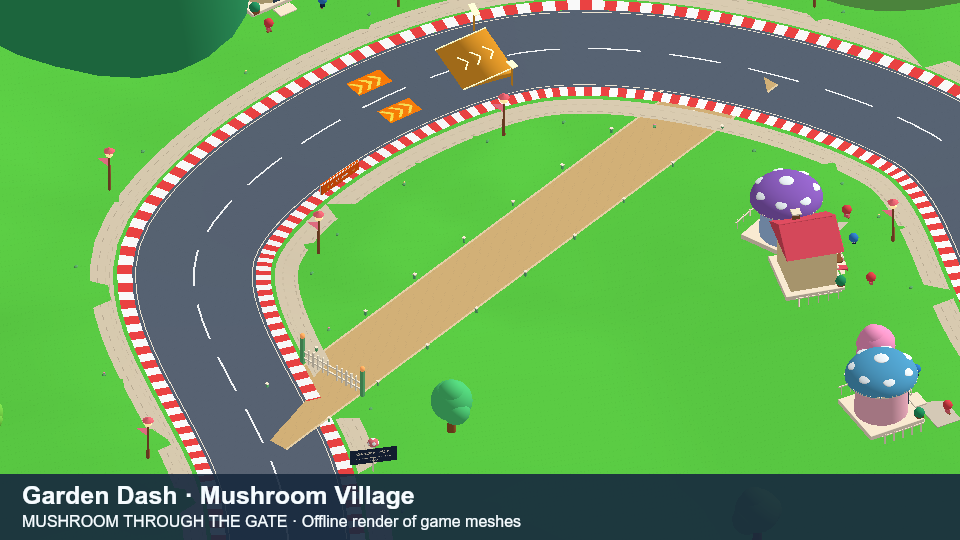 Garden Dash · Mushroom Village
MUSHROOM THROUGH THE GATE · Offline render of game meshes